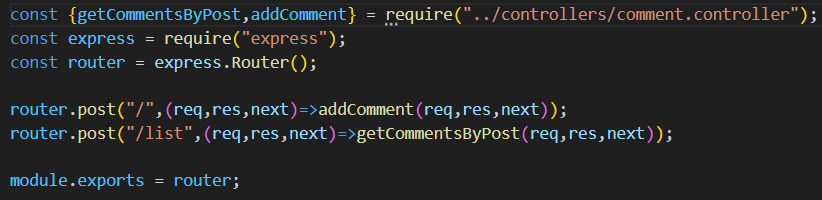 const {getCommentsByPost,addComment} = require("../controllers/comment.controller");
const express = require("express");
const router = express.Router();
router.post("/",(req,res,next)=>addComment(req,res,next));
router.post("/list",(req,res,next)=>getCommentsByPost(req,res,next));
module.exports = router;